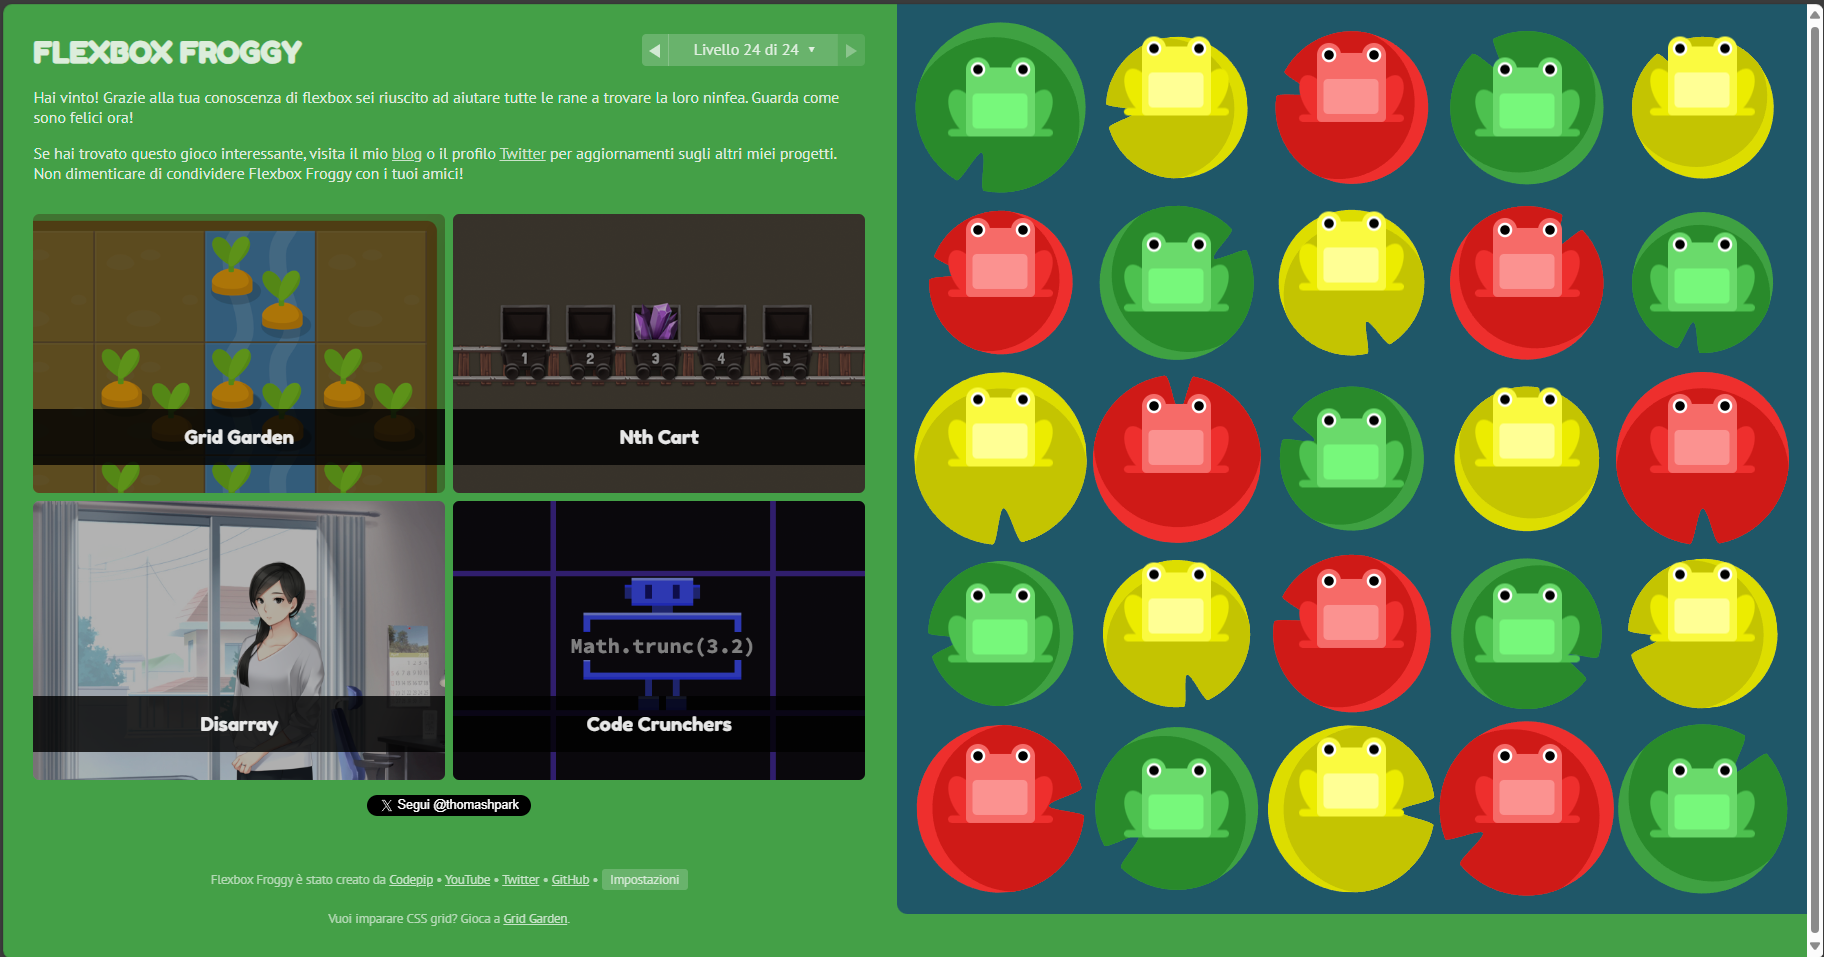 FLEXBOX FROGGY
◀ Livello 24 di 24 ▼ ▶
Hai vinto! Grazie alla tua conoscenza di flexbox sei riuscito ad aiutare tutte le rane a trovare la loro ninfea. Guarda come
sono felici ora!
Se hai trovato questo gioco interessante, visita il mio blog o il profilo Twitter per aggiornamenti sugli altri miei progetti.
Non dimenticare di condividere Flexbox Froggy con i tuoi amici!
Grid Garden
1 2 3 4 5
Nth Cart
Disarray
Math.trunc(3.2)
Code Crunchers
𝕏 Segui @thomashpark
Flexbox Froggy è stato creato da Codepip • YouTube • Twitter • GitHub • Impostazioni
Vuoi imparare CSS grid? Gioca a Grid Garden.